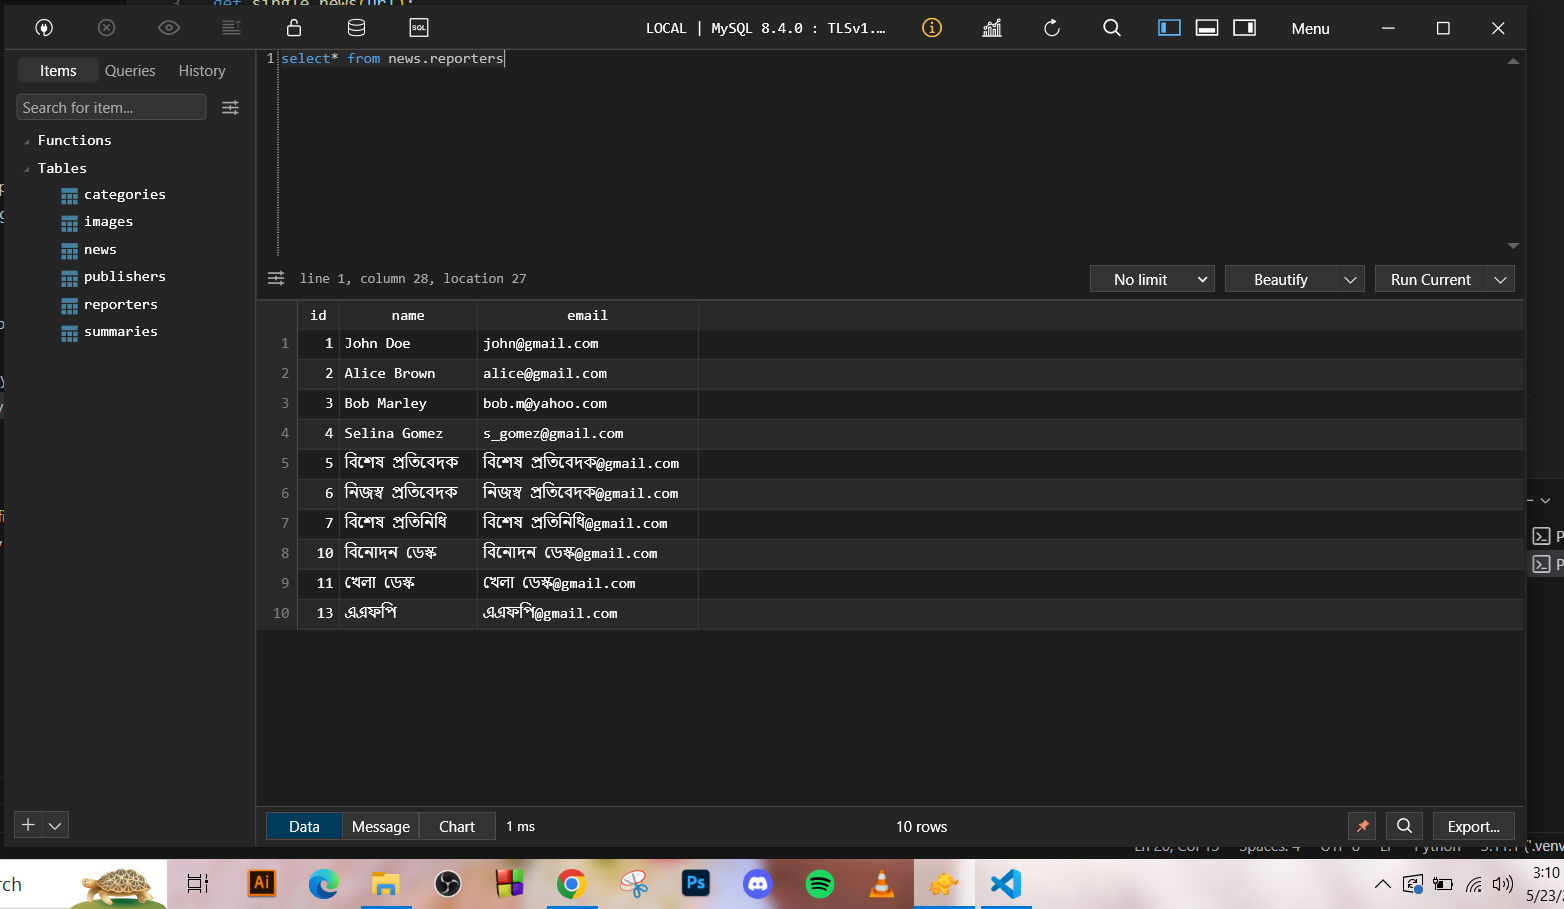 def single_news(url):
LOCAL | MySQL 8.4.0 : TLSv1.…
Menu
Items Queries History
Search for item...
Functions
Tables
categories
images
news
publishers
reporters
summaries
1 select* from news.reporters
line 1, column 28, location 27
No limit
Beautify
Run Current
id name email
1 1 John Doe john@gmail.com
2 2 Alice Brown alice@gmail.com
3 3 Bob Marley bob.m@yahoo.com
4 4 Selina Gomez s_gomez@gmail.com
5 5 বিশেষ প্রতিবেদক বিশেষ প্রতিবেদক@gmail.com
6 6 নিজস্ব প্রতিবেদক নিজস্ব প্রতিবেদক@gmail.com
7 7 বিশেষ প্রতিনিধি বিশেষ প্রতিনিধি@gmail.com
8 10 বিনোদন ডেস্ক বিনোদন ডেস্ক@gmail.com
9 11 খেলা ডেস্ক খেলা ডেস্ক@gmail.com
10 13 এএফপি এএফপি@gmail.com
Data Message Chart 1 ms
10 rows
Export...
rch
Ai
Ps
3:10
5/23/